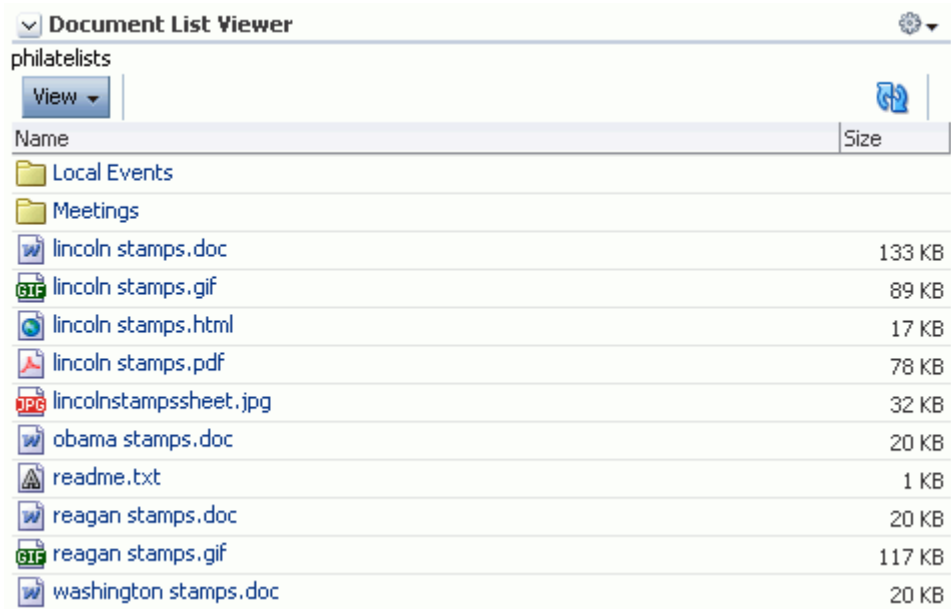 Document List Viewer
philatelists
View
Name Size
Local Events
Meetings
lincoln stamps.doc 133 KB
GIF lincoln stamps.gif 89 KB
lincoln stamps.html 17 KB
lincoln stamps.pdf 78 KB
JPG lincolnstampssheet.jpg 32 KB
W obama stamps.doc 20 KB
A readme.txt 1 KB
W reagan stamps.doc 20 KB
GIF reagan stamps.gif 117 KB
W washington stamps.doc 20 KB